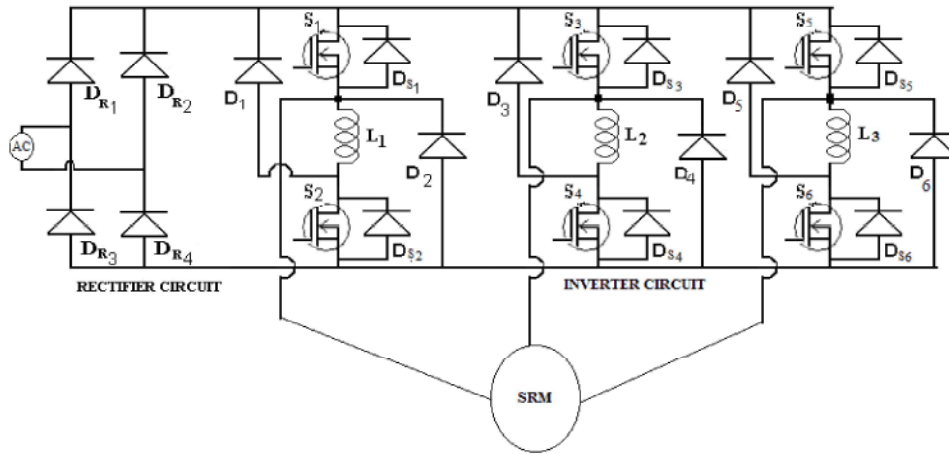 S1
S3
S5
DR1
DR2
D1
DS1
D3
DS3
D5
DS5
AC
L1
L2
L3
D2
D4
D6
S2
S4
S6
DR3
DR4
DS2
DS4
DS6
RECTIFIER CIRCUIT
INVERTER CIRCUIT
SRM